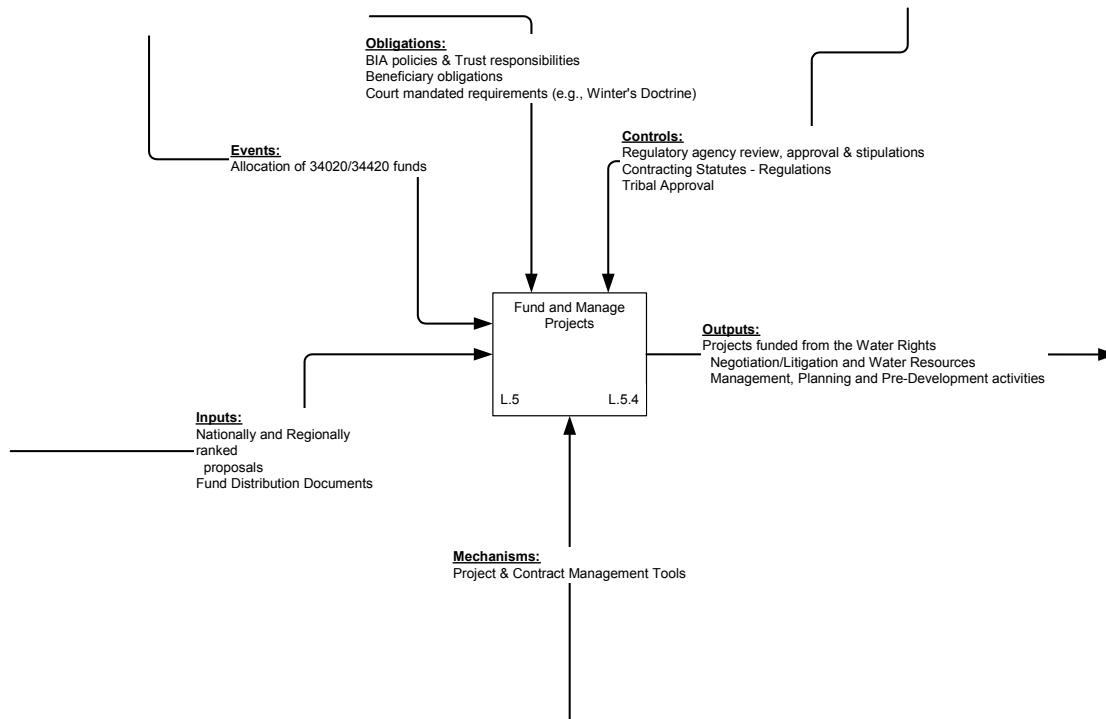 Obligations:
BIA policies & Trust responsibilities
Beneficiary obligations
Court mandated requirements (e.g., Winter's Doctrine)
Events:
Allocation of 34020/34420 funds
Controls:
Regulatory agency review, approval & stipulations
Contracting Statutes - Regulations
Tribal Approval
Fund and Manage
Projects
L.5
L.5.4
Outputs:
Projects funded from the Water Rights
Negotiation/Litigation and Water Resources
Management, Planning and Pre-Development activities
Inputs:
Nationally and Regionally
ranked
proposals
Fund Distribution Documents
Mechanisms:
Project & Contract Management Tools